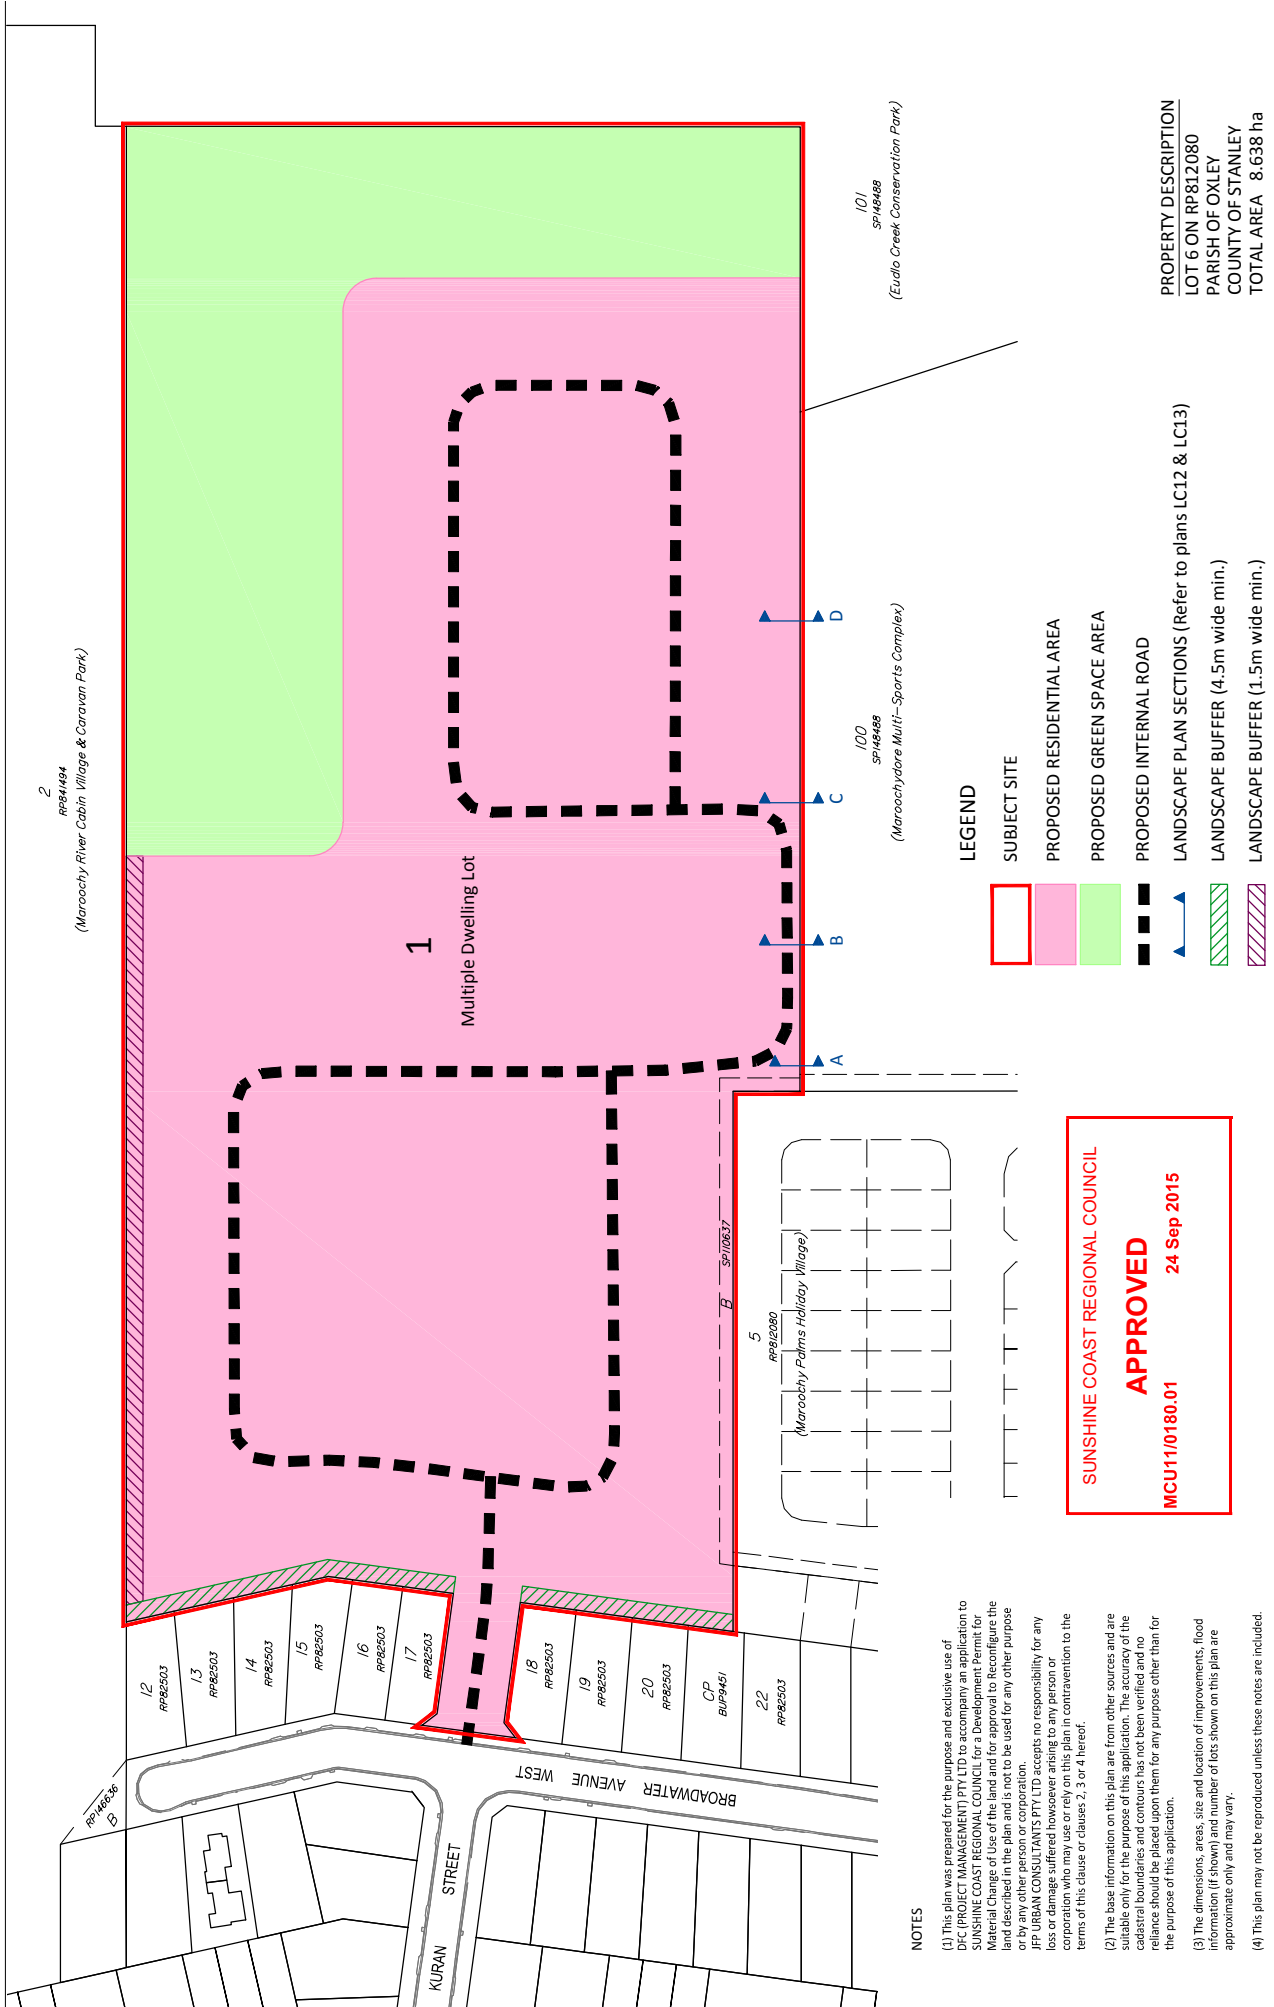 2
RP841494
(Maroochy River Cabin Village & Caravan Park)
1
Multiple Dwelling Lot
101
SP148488
(Eudlo Creek Conservation Park)
100
SP148488
(Maroochydore Multi-Sports Complex)
A
B
C
D
B SP110637
5
RP812080
(Maroochy Palms Holiday Village)
12
RP82503
13
RP82503
14
RP82503
15
RP82503
16
RP82503
17
RP82503
18
RP82503
19
RP82503
20
RP82503
CP
BUP9451
22
RP82503
RP146636
B
BROADWATER AVENUE WEST
KURAN STREET
LEGEND
SUBJECT SITE
PROPOSED RESIDENTIAL AREA
PROPOSED GREEN SPACE AREA
PROPOSED INTERNAL ROAD
LANDSCAPE PLAN SECTIONS (Refer to plans LC12 & LC13)
LANDSCAPE BUFFER (4.5m wide min.)
LANDSCAPE BUFFER (1.5m wide min.)
PROPERTY DESCRIPTION
LOT 6 ON RP812080
PARISH OF OXLEY
COUNTY OF STANLEY
TOTAL AREA 8.638 ha
SUNSHINE COAST REGIONAL COUNCIL
APPROVED
MCU11/0180.01 24 Sep 2015
NOTES
(1) This plan was prepared for the purpose and exclusive use of
DFC (PROJECT MANAGEMENT) PTY LTD to accompany an application to
SUNSHINE COAST REGIONAL COUNCIL for a Development Permit for
Material Change of Use of the land and for approval to Reconfigure the
land described in the plan and is not to be used for any other purpose
or by any other person or corporation.
JFP URBAN CONSULTANTS PTY LTD accepts no responsibility for any
loss or damage suffered howsoever arising to any person or
corporation who may use or rely on this plan in contravention to the
terms of this clause or clauses 2, 3 or 4 hereof.
(2) The base information on this plan are from other sources and are
suitable only for the purpose of this application. The accuracy of the
cadastral boundaries and contours has not been verified and no
reliance should be placed upon them for any purpose other than for
the purpose of this application.
(3) The dimensions, areas, size and location of improvements, flood
information (if shown) and number of lots shown on this plan are
approximate only and may vary.
(4) This plan may not be reproduced unless these notes are included.